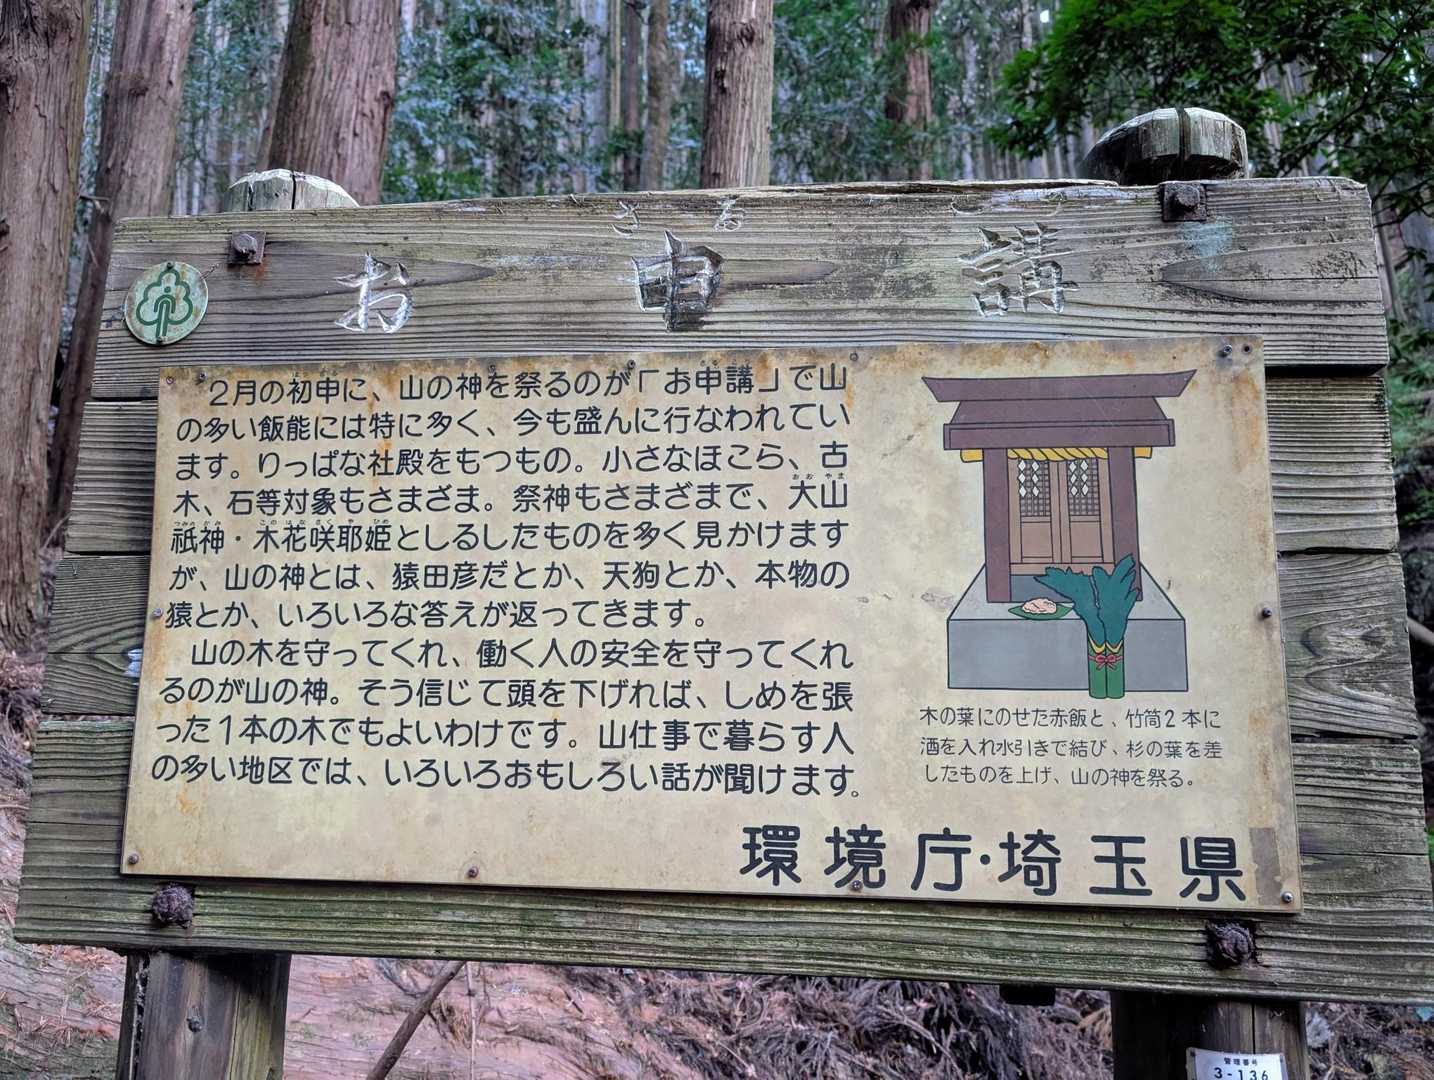 お申講
２月の初申に、山の神を祭るのが「お申講」で山
の多い飯能には特に多く、今も盛んに行なわれてい
ます。りっぱな社殿をもつもの。小さなほこら、古
木、石等対象もさまざま。祭神もさまざまで、大山
祇神・木花咲耶姫としるしたものを多く見かけます
が、山の神とは、猿田彦だとか、天狗とか、本物の
猿とか、いろいろな答えが返ってきます。
山の木を守ってくれ、働く人の安全を守ってくれ
るのが山の神。そう信じて頭を下げれば、しめを張
った１本の木でもよいわけです。山仕事で暮らす人
の多い地区では、いろいろおもしろい話が聞けます。
木の葉にのせた赤飯と、竹筒２本に
酒を入れ水引きで結び、杉の葉を差
したものを上げ、山の神を祭る。
環境庁・埼玉県
管理番号
3-136